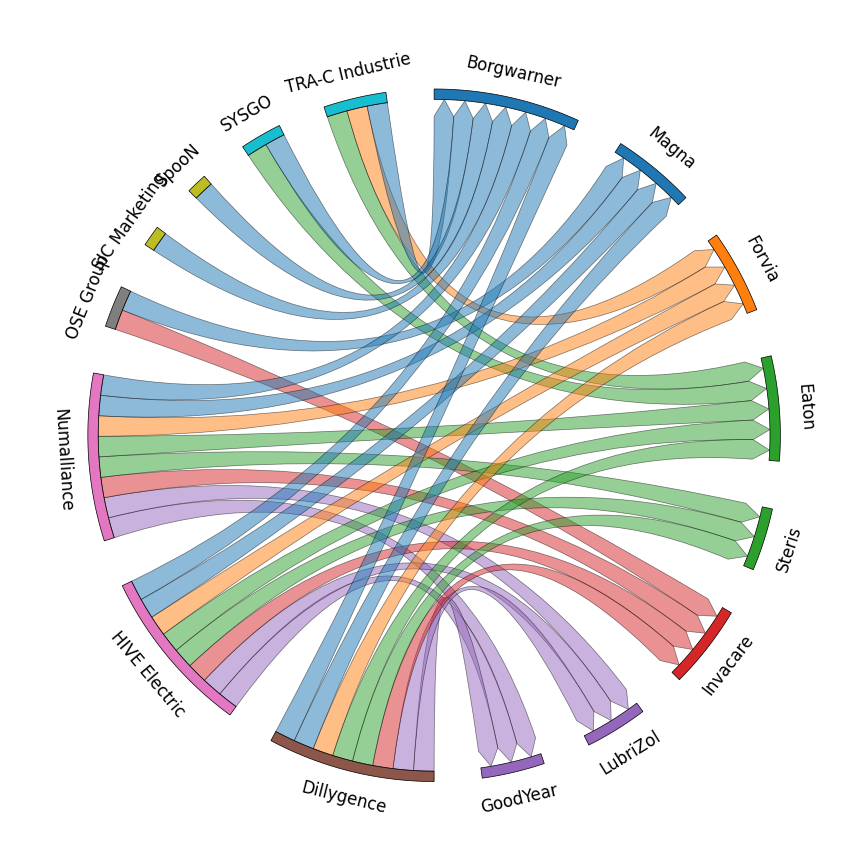 TRA-C Industrie
Borgwarner
SYSGO
Magna
SpooN
SIC Marketing
Forvia
OSE Group
Eaton
Numalliance
Steris
HIVE Electric
Invacare
LubriZol
Dillygence
GoodYear